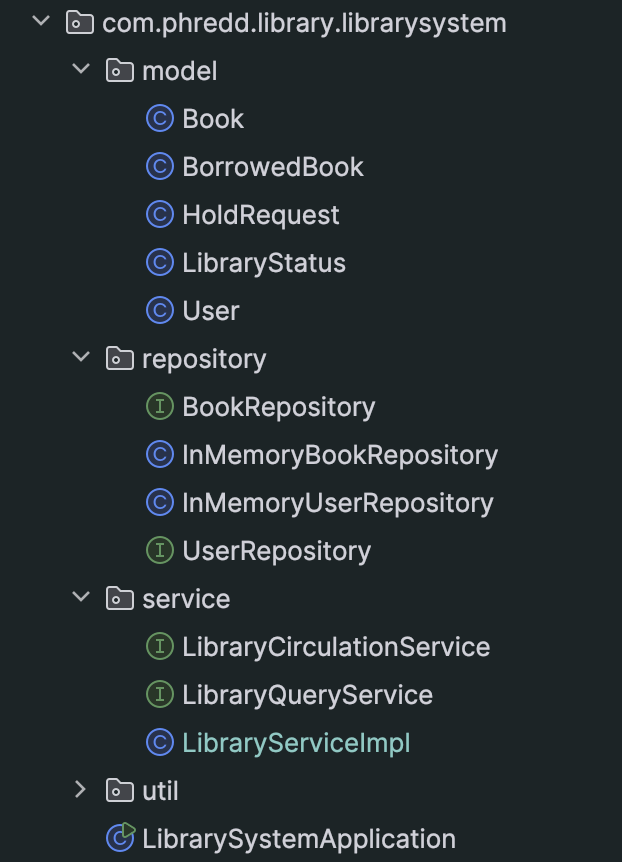 com.phredd.library.librarysystem
model
C Book
C BorrowedBook
C HoldRequest
C LibraryStatus
C User
repository
I BookRepository
C InMemoryBookRepository
C InMemoryUserRepository
I UserRepository
service
I LibraryCirculationService
I LibraryQueryService
C LibraryServiceImpl
util
C LibrarySystemApplication